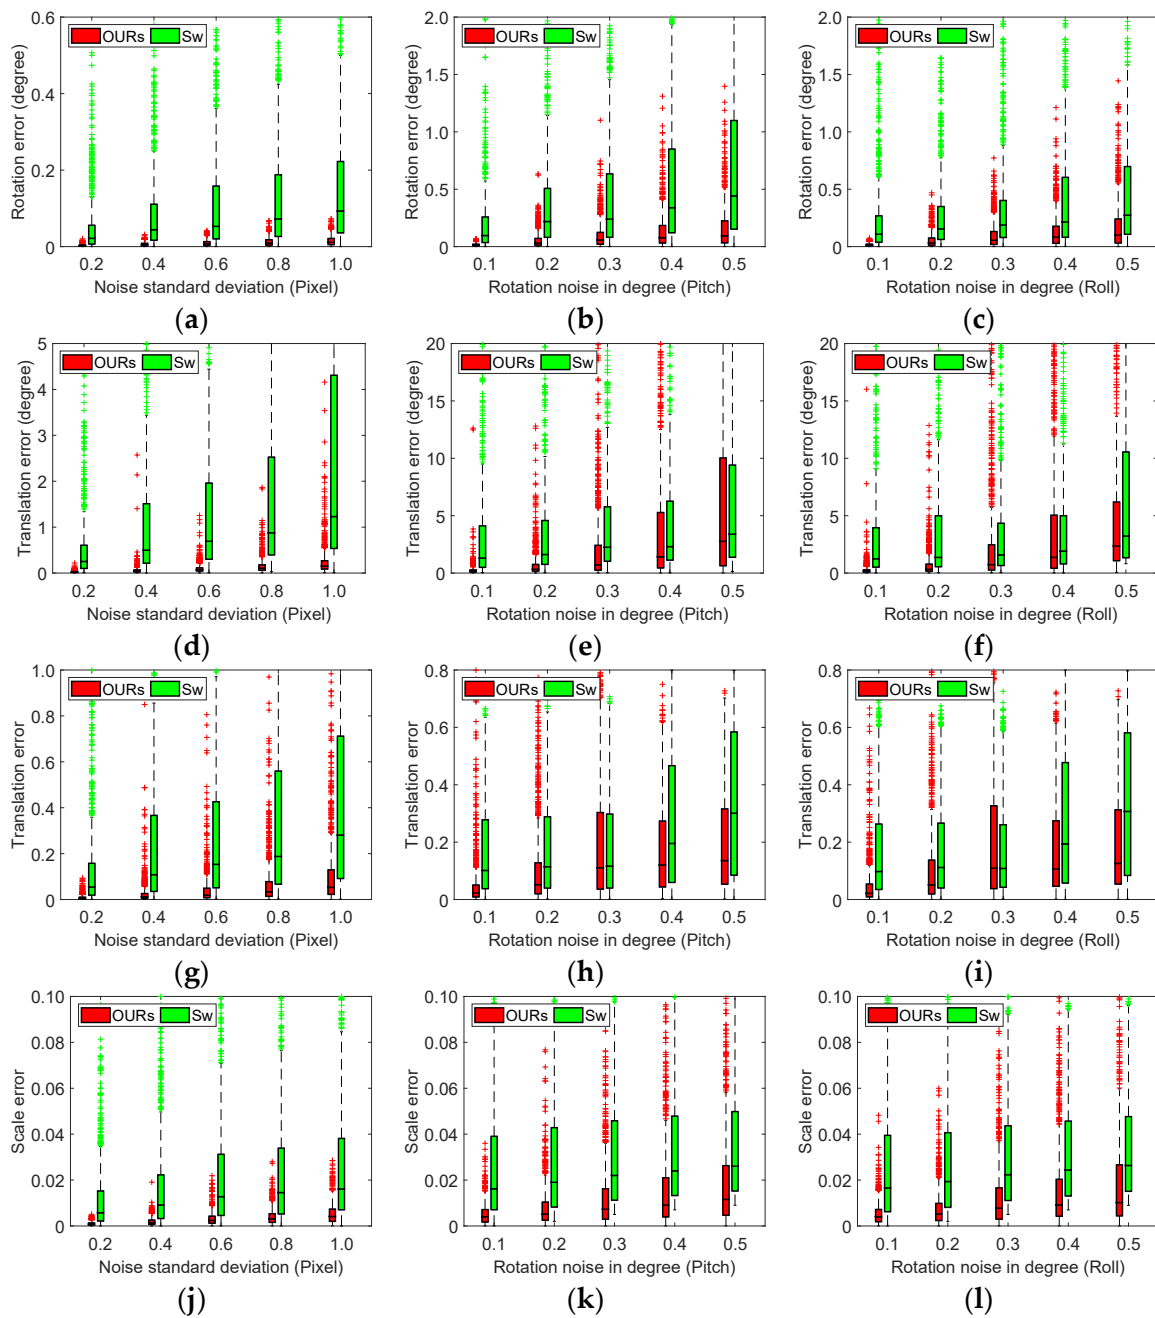 OURs Sw
Rotation error (degree)
0.6
0.4
0.2
0
0.2 0.4 0.6 0.8 1.0
Noise standard deviation (Pixel)
(a)
OURs Sw
Rotation error (degree)
2.0
1.5
1.0
0.5
0
0.1 0.2 0.3 0.4 0.5
Rotation noise in degree (Pitch)
(b)
OURs Sw
Rotation error (degree)
2.0
1.5
1.0
0.5
0
0.1 0.2 0.3 0.4 0.5
Rotation noise in degree (Roll)
(c)
OURs Sw
Translation error (degree)
5
4
3
2
1
0
0.2 0.4 0.6 0.8 1.0
Noise standard deviation (Pixel)
(d)
OURs Sw
Translation error (degree)
20
15
10
5
0
0.1 0.2 0.3 0.4 0.5
Rotation noise in degree (Pitch)
(e)
OURs Sw
Translation error (degree)
20
15
10
5
0
0.1 0.2 0.3 0.4 0.5
Rotation noise in degree (Roll)
(f)
OURs Sw
Translation error
1.0
0.8
0.6
0.4
0.2
0
0.2 0.4 0.6 0.8 1.0
Noise standard deviation (Pixel)
(g)
OURs Sw
Translation error
0.8
0.6
0.4
0.2
0
0.1 0.2 0.3 0.4 0.5
Rotation noise in degree (Pitch)
(h)
OURs Sw
Translation error
0.8
0.6
0.4
0.2
0
0.1 0.2 0.3 0.4 0.5
Rotation noise in degree (Roll)
(i)
OURs Sw
Scale error
0.10
0.08
0.06
0.04
0.02
0
0.2 0.4 0.6 0.8 1.0
Noise standard deviation (Pixel)
(j)
OURs Sw
Scale error
0.10
0.08
0.06
0.04
0.02
0
0.1 0.2 0.3 0.4 0.5
Rotation noise in degree (Pitch)
(k)
OURs Sw
Scale error
0.10
0.08
0.06
0.04
0.02
0
0.1 0.2 0.3 0.4 0.5
Rotation noise in degree (Roll)
(l)